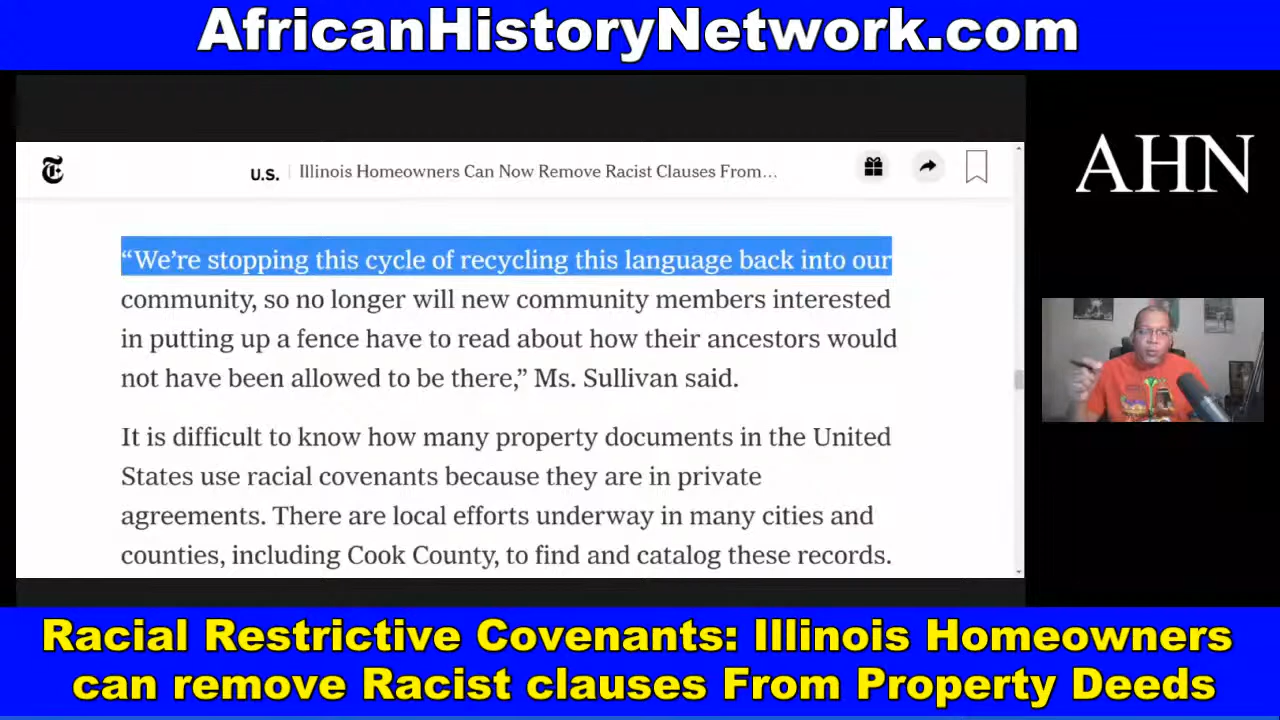 AfricanHistoryNetwork.com
AHN
U.S. | Illinois Homeowners Can Now Remove Racist Clauses From...
“We’re stopping this cycle of recycling this language back into our
community, so no longer will new community members interested
in putting up a fence have to read about how their ancestors would
not have been allowed to be there,” Ms. Sullivan said.
It is difficult to know how many property documents in the United
States use racial covenants because they are in private
agreements. There are local efforts underway in many cities and
counties, including Cook County, to find and catalog these records.
Racial Restrictive Covenants: Illinois Homeowners
can remove Racist clauses From Property Deeds